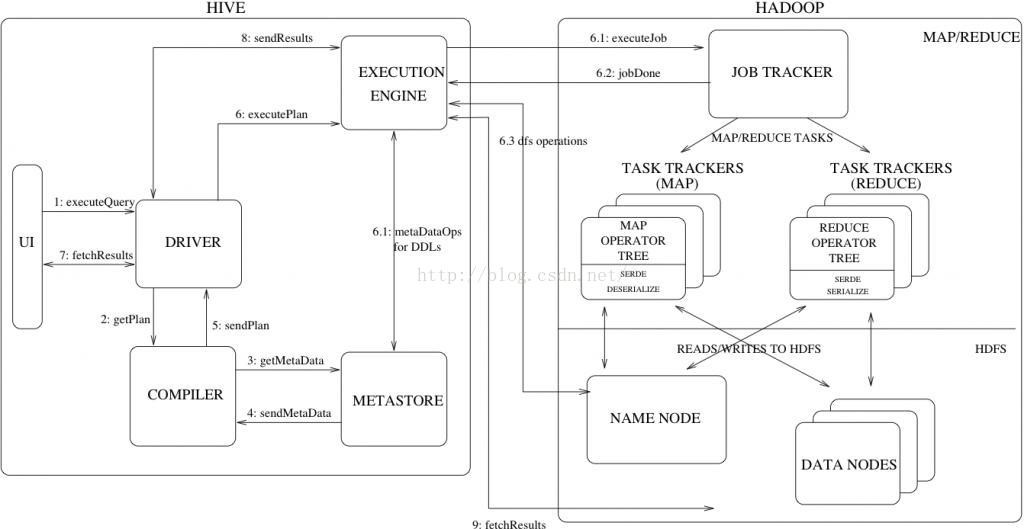 HIVE
HADOOP
8: sendResults
6.1: executeJob
MAP/REDUCE
EXECUTION
ENGINE
6.2: jobDone
JOB TRACKER
6: executePlan
6.3 dfs operations
MAP/REDUCE TASKS
TASK TRACKERS
(MAP)
TASK TRACKERS
(REDUCE)
1: executeQuery
UI
DRIVER
7: fetchResults
6.1: metaDataOps
for DDLs
MAP
OPERATOR
TREE
SERDE
DESERIALIZE
REDUCE
OPERATOR
TREE
SERDE
SERIALIZE
http://blog.csdn.net/
2: getPlan
5: sendPlan
READS/WRITES TO HDFS
HDFS
3: getMetaData
COMPILER
METASTORE
4: sendMetaData
NAME NODE
DATA NODES
9: fetchResults